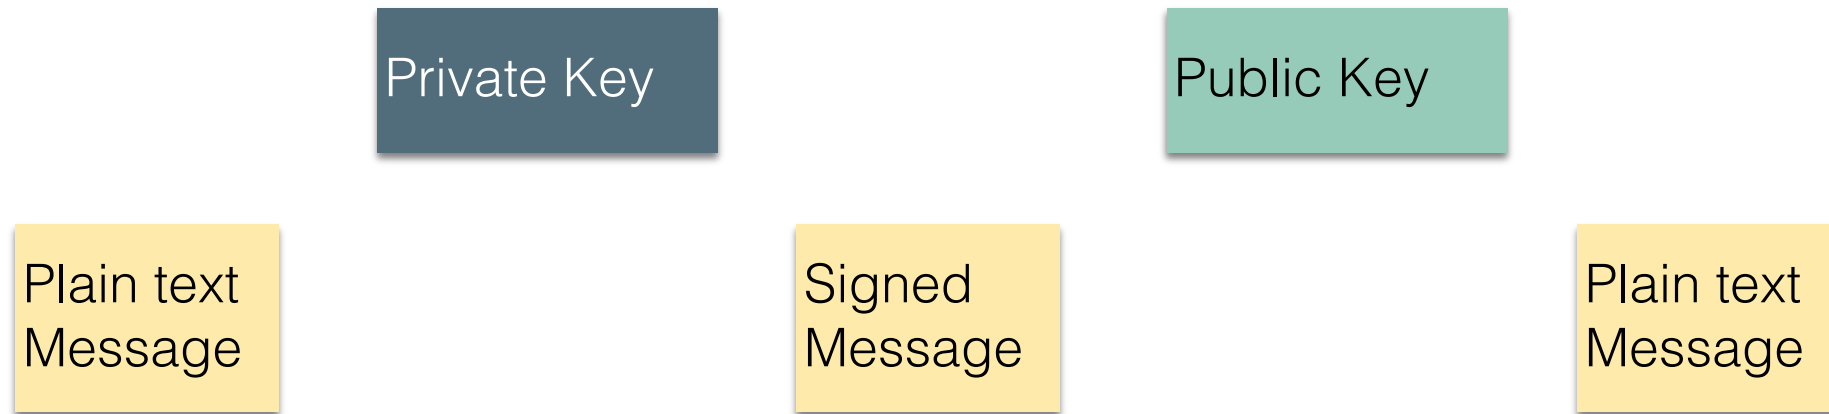 Private Key
Public Key
Plain text
Message
Signed
Message
Plain text
Message